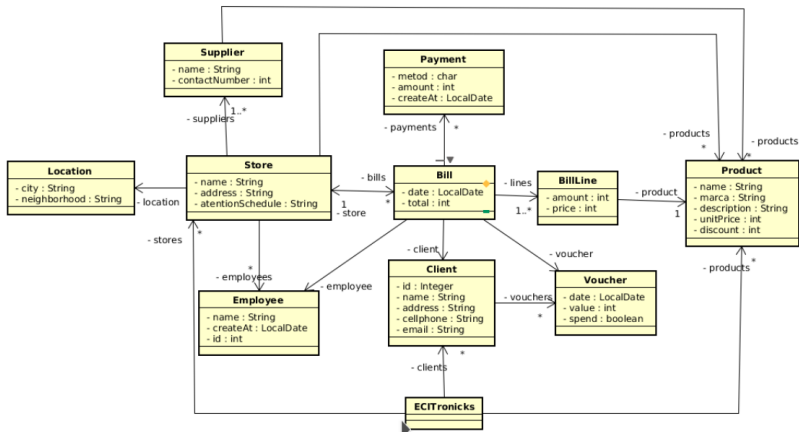 Supplier
- name : String
- contactNumber : int
Payment
- metod : char
- amount : int
- createAt : LocalDate
1..*
- suppliers
- payments
*
- products
*
- products
*
Location
- city : String
- neighborhood : String
- location
Store
- name : String
- address : String
- atentionSchedule : String
- bills
*
1
- store
Bill
- date : LocalDate
- total : int
- lines
1..*
BillLine
- amount : int
- price : int
- product
1
Product
- name : String
- marca : String
- description : String
- unitPrice : int
- discount : int
- stores
*
*
- employees
- employee
- client
- voucher
- products
*
Employee
- name : String
- createAt : LocalDate
- id : int
Client
- id : Integer
- name : String
- address : String
- cellphone : String
- email : String
- vouchers
*
Voucher
- date : LocalDate
- value : int
- spend : boolean
*
- clients
ECITronicks